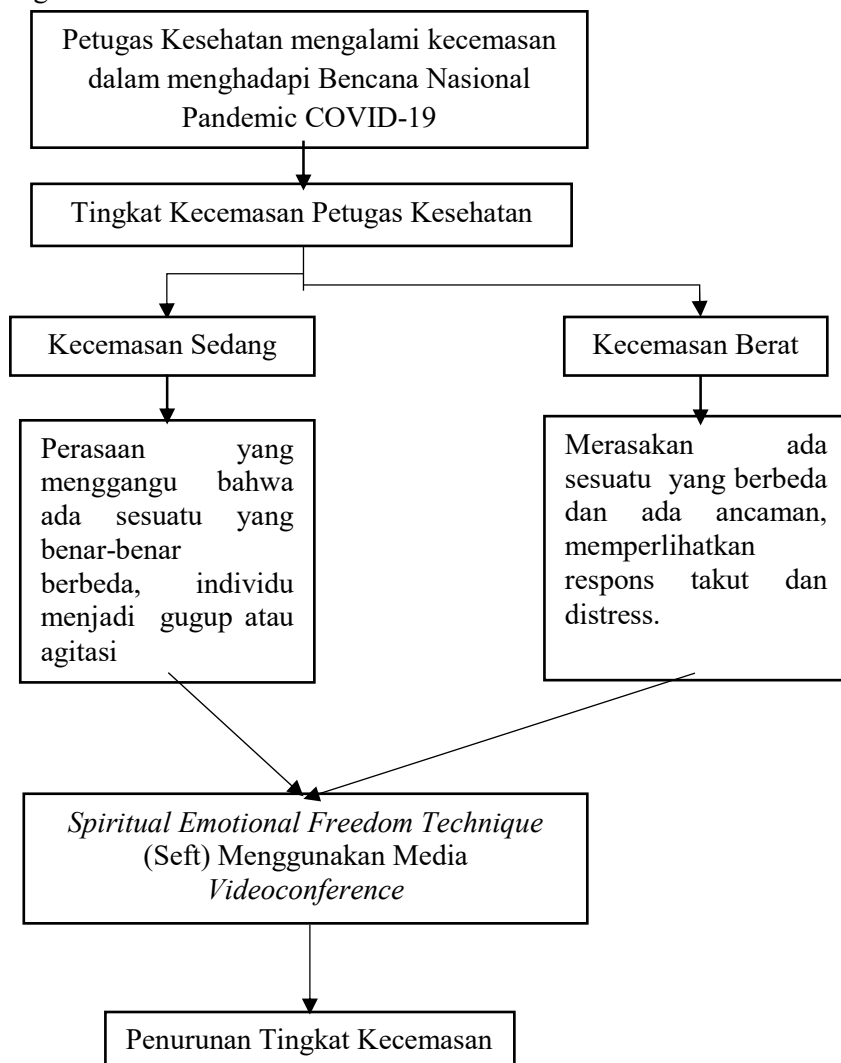 Petugas Kesehatan mengalami kecemasan
dalam menghadapi Bencana Nasional
Pandemic COVID-19
Tingkat Kecemasan Petugas Kesehatan
Kecemasan Sedang
Kecemasan Berat
Perasaan yang
menggangu bahwa
ada sesuatu yang
benar-benar
berbeda, individu
menjadi gugup atau
agitasi
Merasakan ada
sesuatu yang berbeda
dan ada ancaman,
memperlihatkan
respons takut dan
distress.
Spiritual Emotional Freedom Technique
(Seft) Menggunakan Media
Videoconference
Penurunan Tingkat Kecemasan